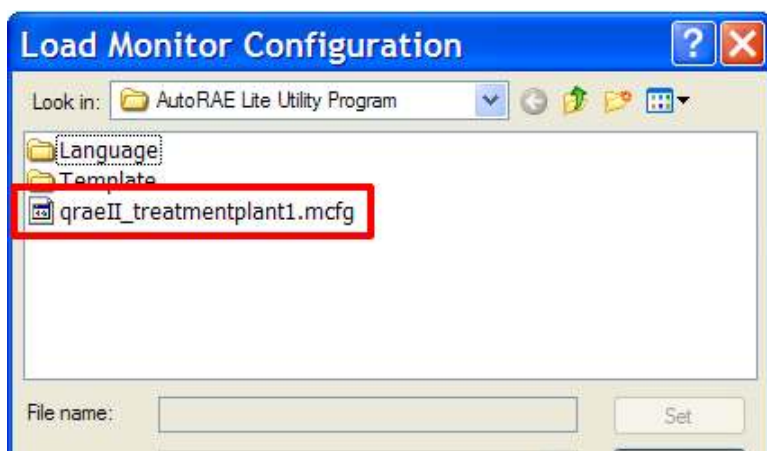 Load Monitor Configuration
Look in: AutoRAE Lite Utility Program
Language
Template
qraeII_treatmentplant1.mcfg
File name: Set